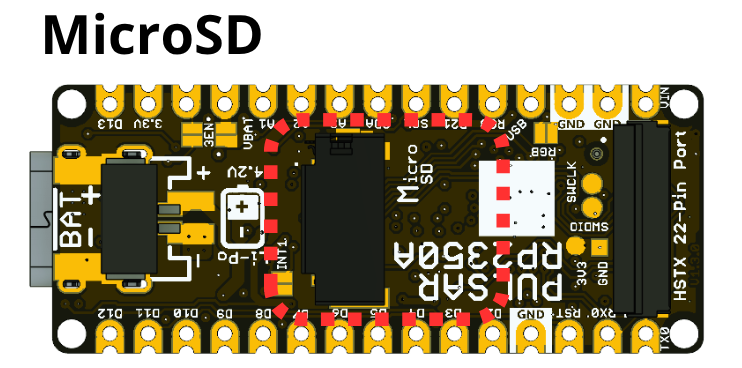 MicroSD
D13 3.3V 3EN VBAT A1 USB GND VIN
RGB
4.2V
Micro
SD
BAT
+
-
+
-
+
-
Li-Po
INT1
SWCLK
SWDIO
3V3
GND
HSTX 22-Pin Port
PULSAR
RP2350A
D12 D11 D10 D9 D8 D6 D5 D4 D3 GND RST TX0